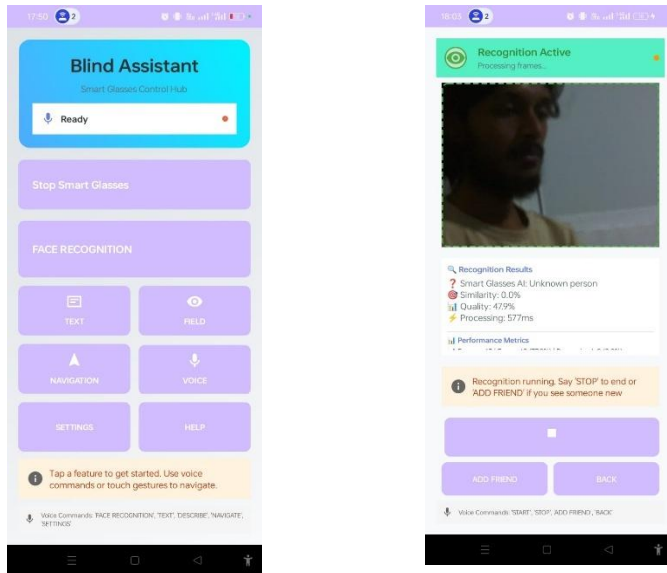 17:50 2
Blind Assistant
Smart Glasses Control Hub
Ready
Stop Smart Glasses
FACE RECOGNITION
TEXT
FIELD
NAVIGATION
VOICE
SETTINGS
HELP
Tap a feature to get started. Use voice
commands or touch gestures to navigate.
Voice Commands: 'FACE RECOGNITION', 'TEXT', 'DESCRIBE', 'NAVIGATE',
'SETTINGS'
18:03 2
Recognition Active
Processing frames...
Recognition Results
Smart Glasses AI: Unknown person
Similarity: 0.0%
Quality: 47.9%
Processing: 577ms
Performance Metrics
Recognition running. Say 'STOP' to end or
'ADD FRIEND' if you see someone new
ADD FRIEND
BACK
Voice Commands: 'START', 'STOP', 'ADD FRIEND', 'BACK'